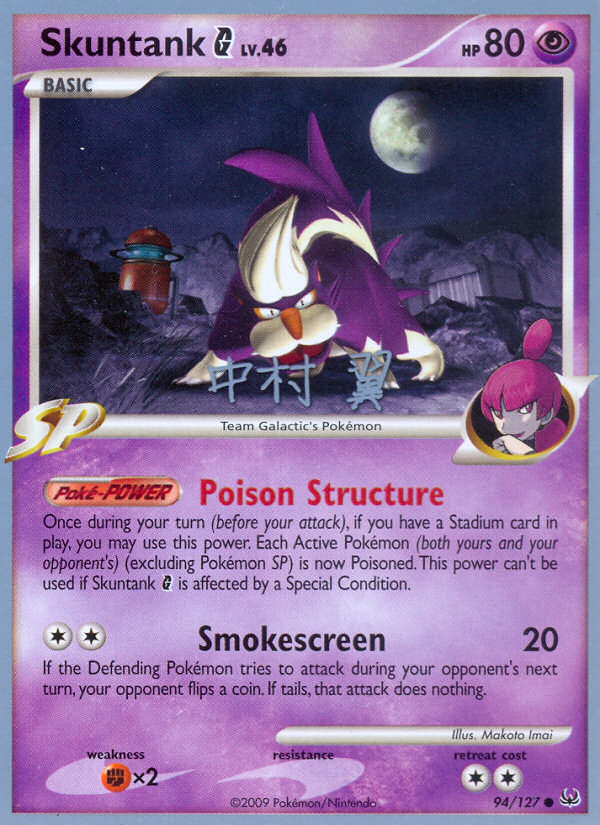 Skuntank G LV.46 HP 80
BASIC
中村 翼
SP
Team Galactic's Pokémon
Poké-POWER Poison Structure
Once during your turn (before your attack), if you have a Stadium card in
play, you may use this power. Each Active Pokémon (both yours and your
opponent's) (excluding Pokémon SP) is now Poisoned. This power can't be
used if Skuntank G is affected by a Special Condition.
Smokescreen 20
If the Defending Pokémon tries to attack during your opponent's next
turn, your opponent flips a coin. If tails, that attack does nothing.
Illus. Makoto Imai
weakness resistance retreat cost
×2
©2009 Pokémon/Nintendo 94/127